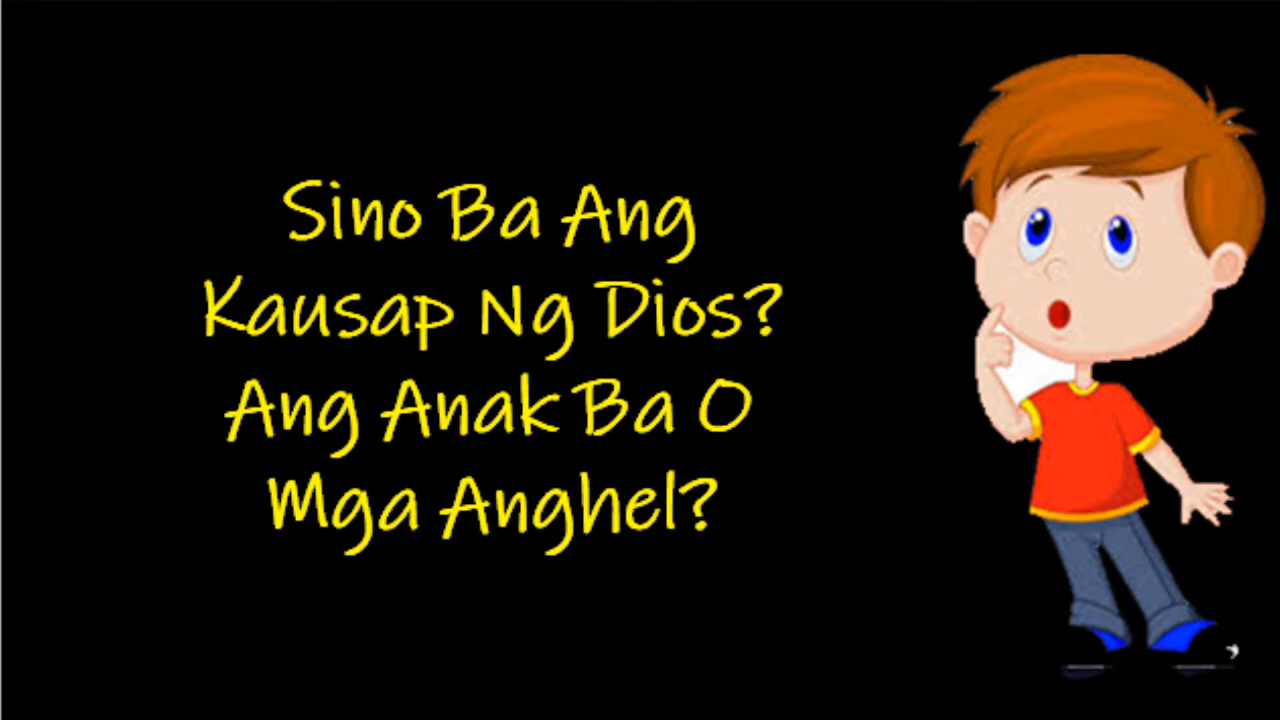 Sino Ba Ang
Kausap Ng Dios?
Ang Anak Ba O
Mga Anghel?